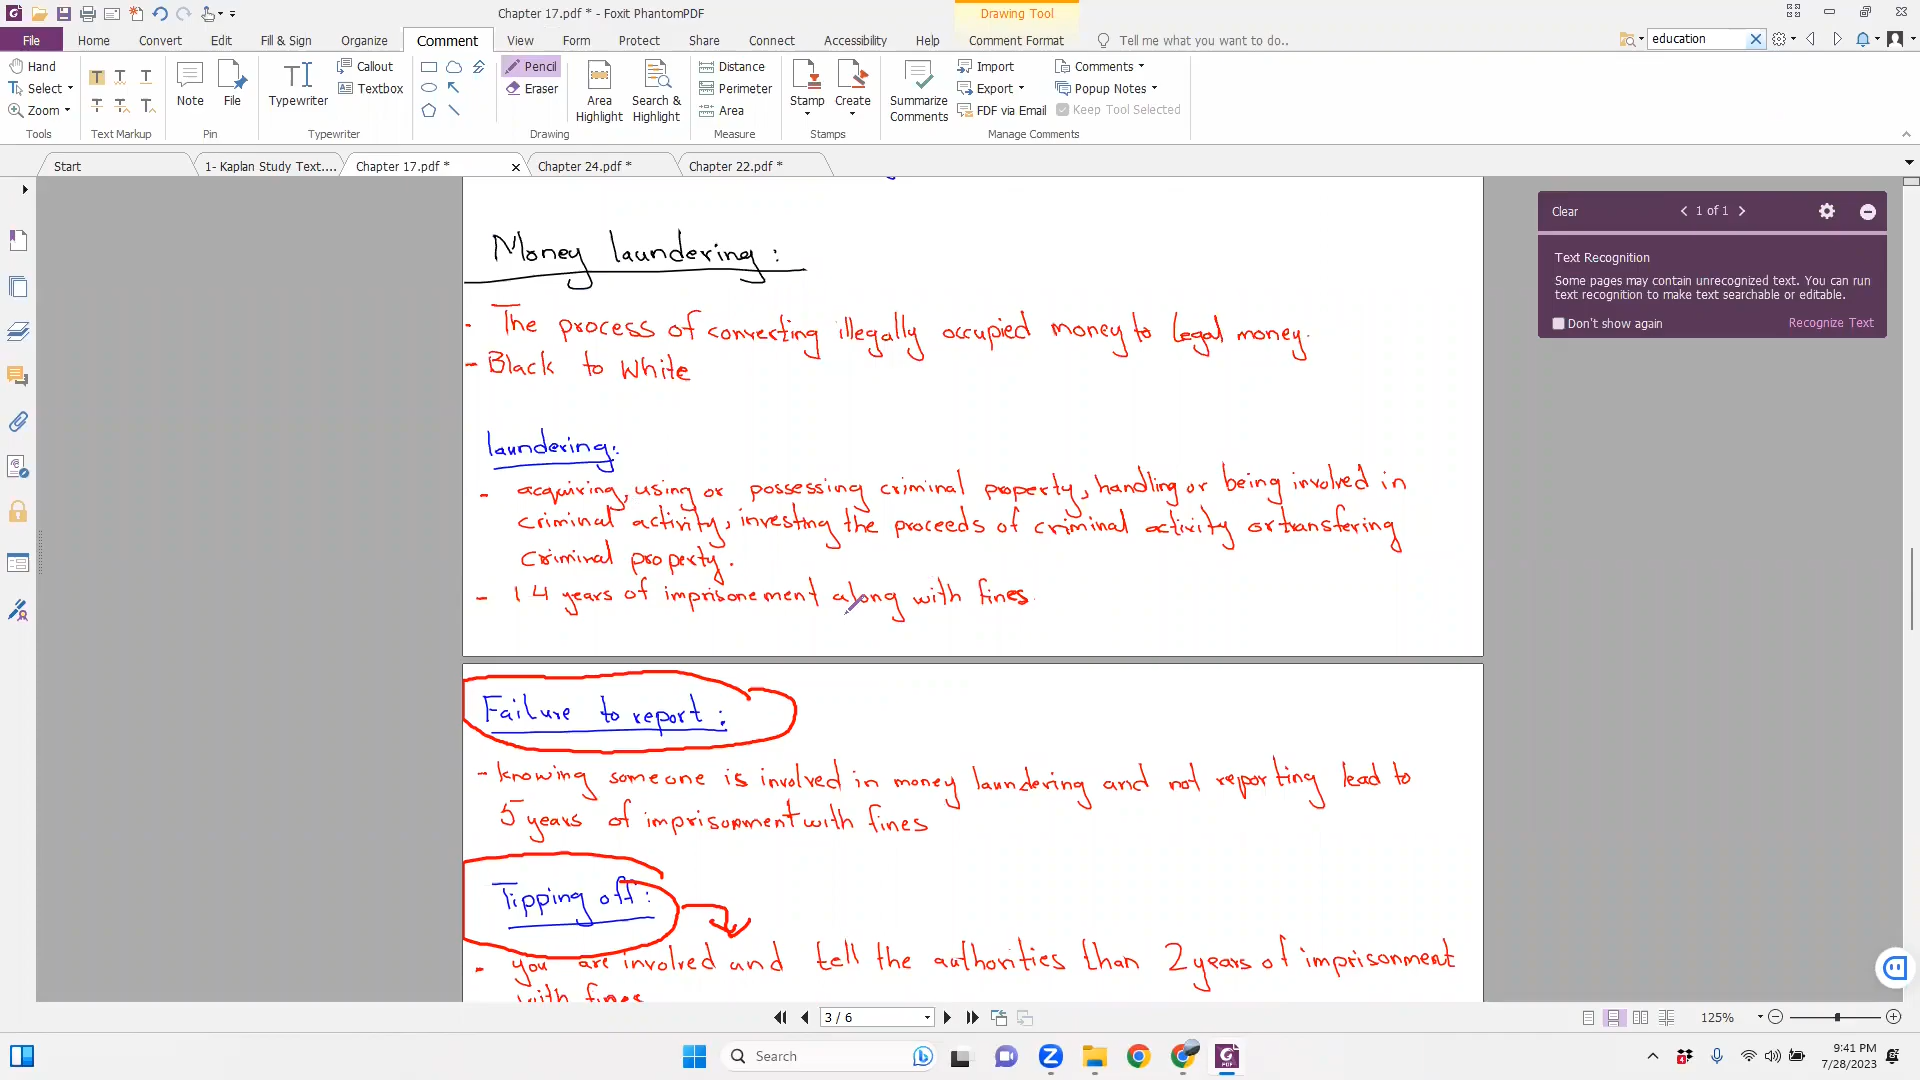 Chapter 17.pdf * - Foxit PhantomPDF
Drawing Tool
File
Home
Convert
Edit
Fill & Sign
Organize
Comment
View
Form
Protect
Share
Connect
Accessibility
Help
Comment Format
Tell me what you want to do..
education
Hand
Select
Zoom
Tools
Text Markup
Note
File
Pin
Typewriter
Callout
Textbox
Typewriter
Pencil
Eraser
Area Highlight
Search & Highlight
Drawing
Distance
Perimeter
Area
Measure
Stamp
Create
Stamps
Summarize Comments
Import
Export
FDF via Email
Comments
Popup Notes
Keep Tool Selected
Manage Comments
Start
1- Kaplan Study Text....
Chapter 17.pdf *
Chapter 24.pdf *
Chapter 22.pdf *
Clear
1 of 1
Text Recognition
Some pages may contain unrecognized text. You can run
text recognition to make text searchable or editable.
Don't show again
Recognize Text
Money laundering:
- The process of converting illegally occupied money to legal money.
- Black to White
laundering:
- acquiring, using or possessing criminal property, handling or being involved in
criminal activity, investing the proceeds of criminal activity or transfering
criminal property.
- 14 years of imprisonement along with fines.
Failure to report:
- knowing someone is involved in money laundering and not reporting lead to
5 years of imprisonment with fines
Tipping off:
- you are involved and tell the authorities than 2 years of imprisonment
with fines
3 / 6
125%
Search
9:41 PM
7/28/2023